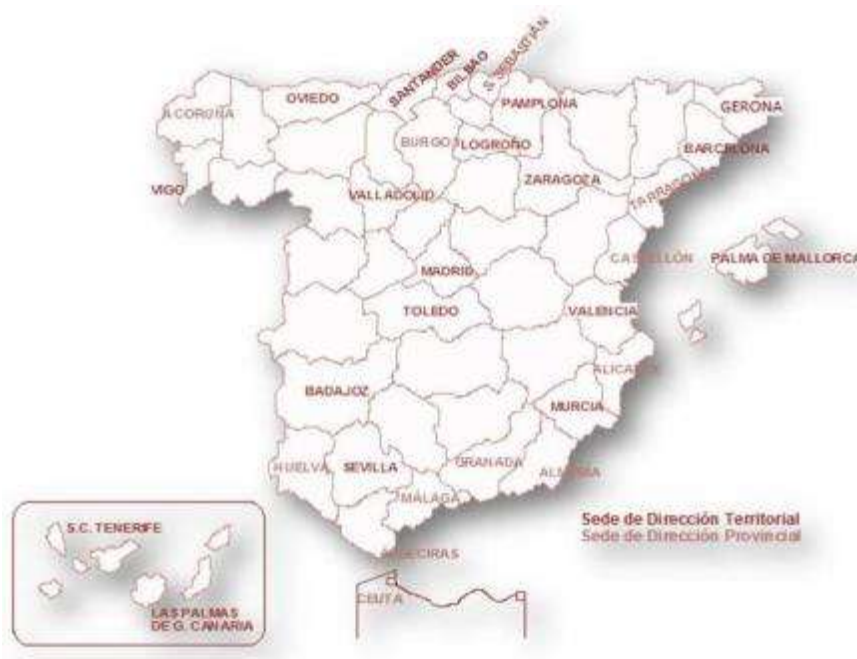 S. SEBASTIÁN
SANTANDER
BILBAO
OVIEDO
PAMPLONA
GERONA
A CORUÑA
BURGOS
LOGROÑO
BARCELONA
VIGO
VALLADOLID
ZARAGOZA
TARRAGONA
CASTELLÓN
PALMA DE MALLORCA
MADRID
TOLEDO
VALENCIA
ALICANTE
BADAJOZ
MURCIA
HUELVA
SEVILLA
GRANADA
ALMERIA
MÁLAGA
S.C. TENERIFE
Sede de Dirección Territorial
Sede de Dirección Provincial
ALGECIRAS
CEUTA
LAS PALMAS
DE G. CANARIA